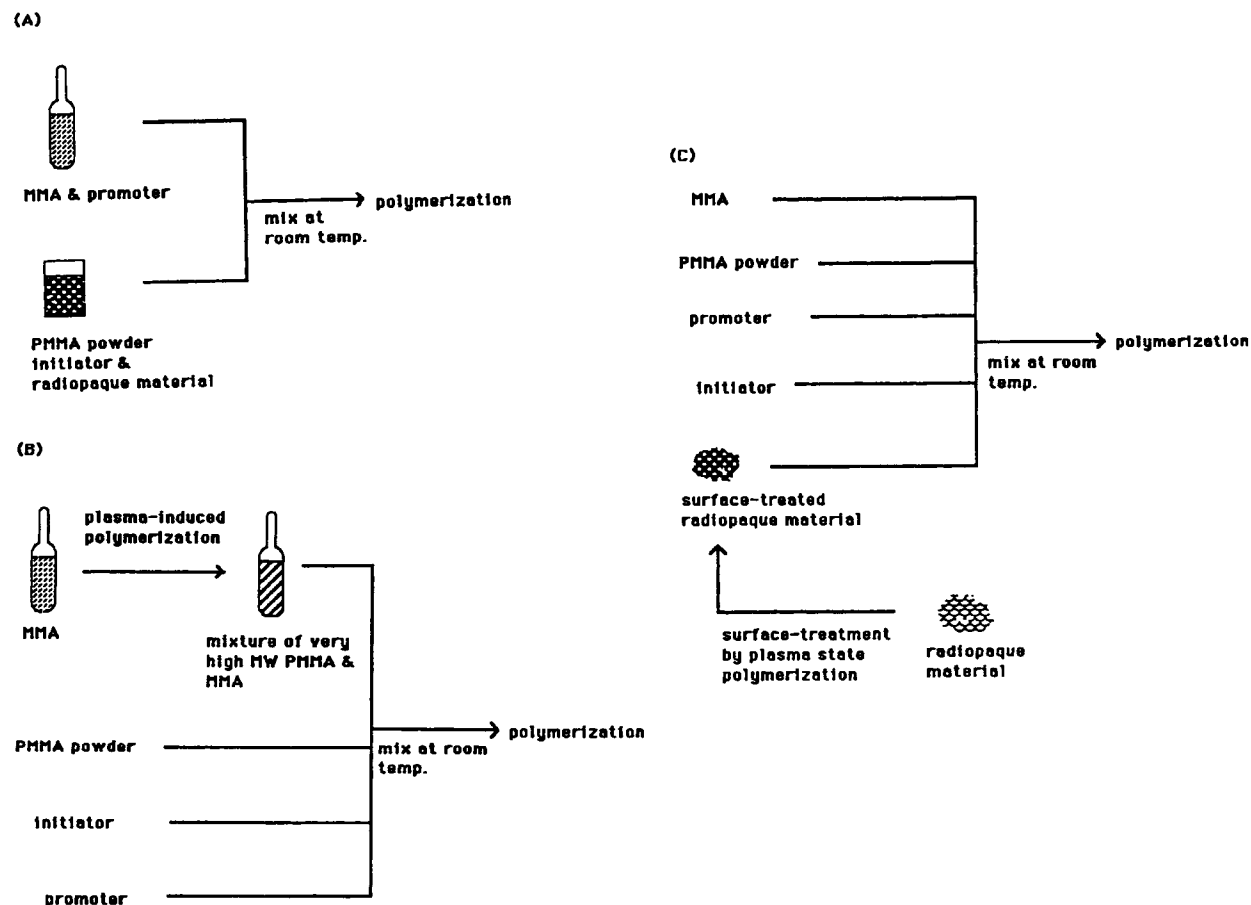 (A)
MMA & promoter
mix at
room temp.
polymerization
PMMA powder
initiator &
radiopaque material
(B)
plasma-induced
polymerization
MMA
mixture of very
high MW PMMA &
MMA
PMMA powder
mix at room
temp.
polymerization
initiator
promoter
(C)
MMA
PMMA powder
promoter
initiator
mix at room
temp.
polymerization
surface-treated
radiopaque material
surface-treatment
by plasma state
polymerization
radiopaque
material